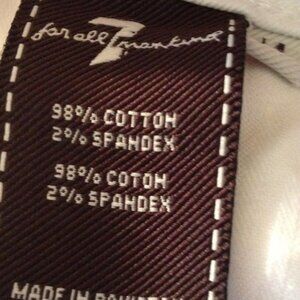 for all 7 mankind
98% COTTON
2% SPANDEX
98% COTON
2% SPANDEX
MADE IN